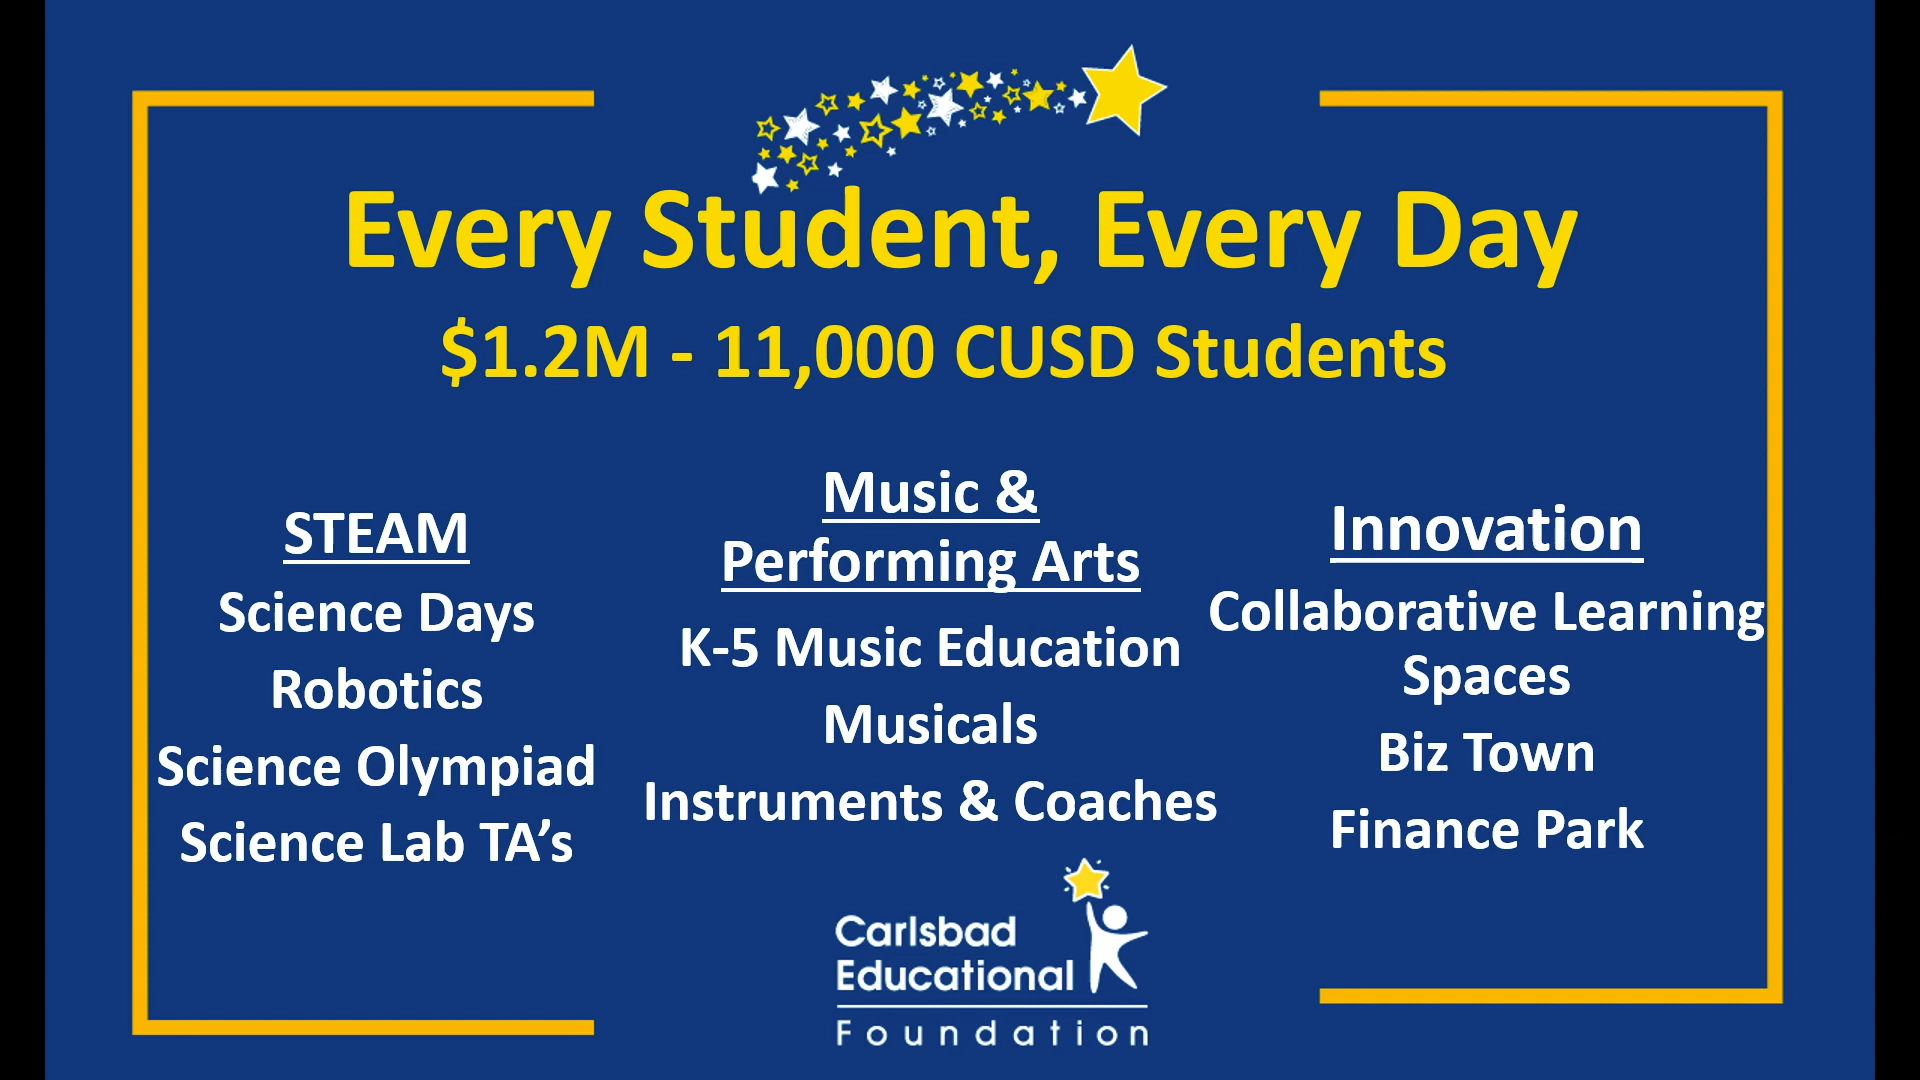 Every Student, Every Day
$1.2M - 11,000 CUSD Students
STEAM
Science Days
Robotics
Science Olympiad
Science Lab TA’s
Music &
Performing Arts
K-5 Music Education
Musicals
Instruments & Coaches
Innovation
Collaborative Learning
Spaces
Biz Town
Finance Park
Carlsbad
Educational
Foundation